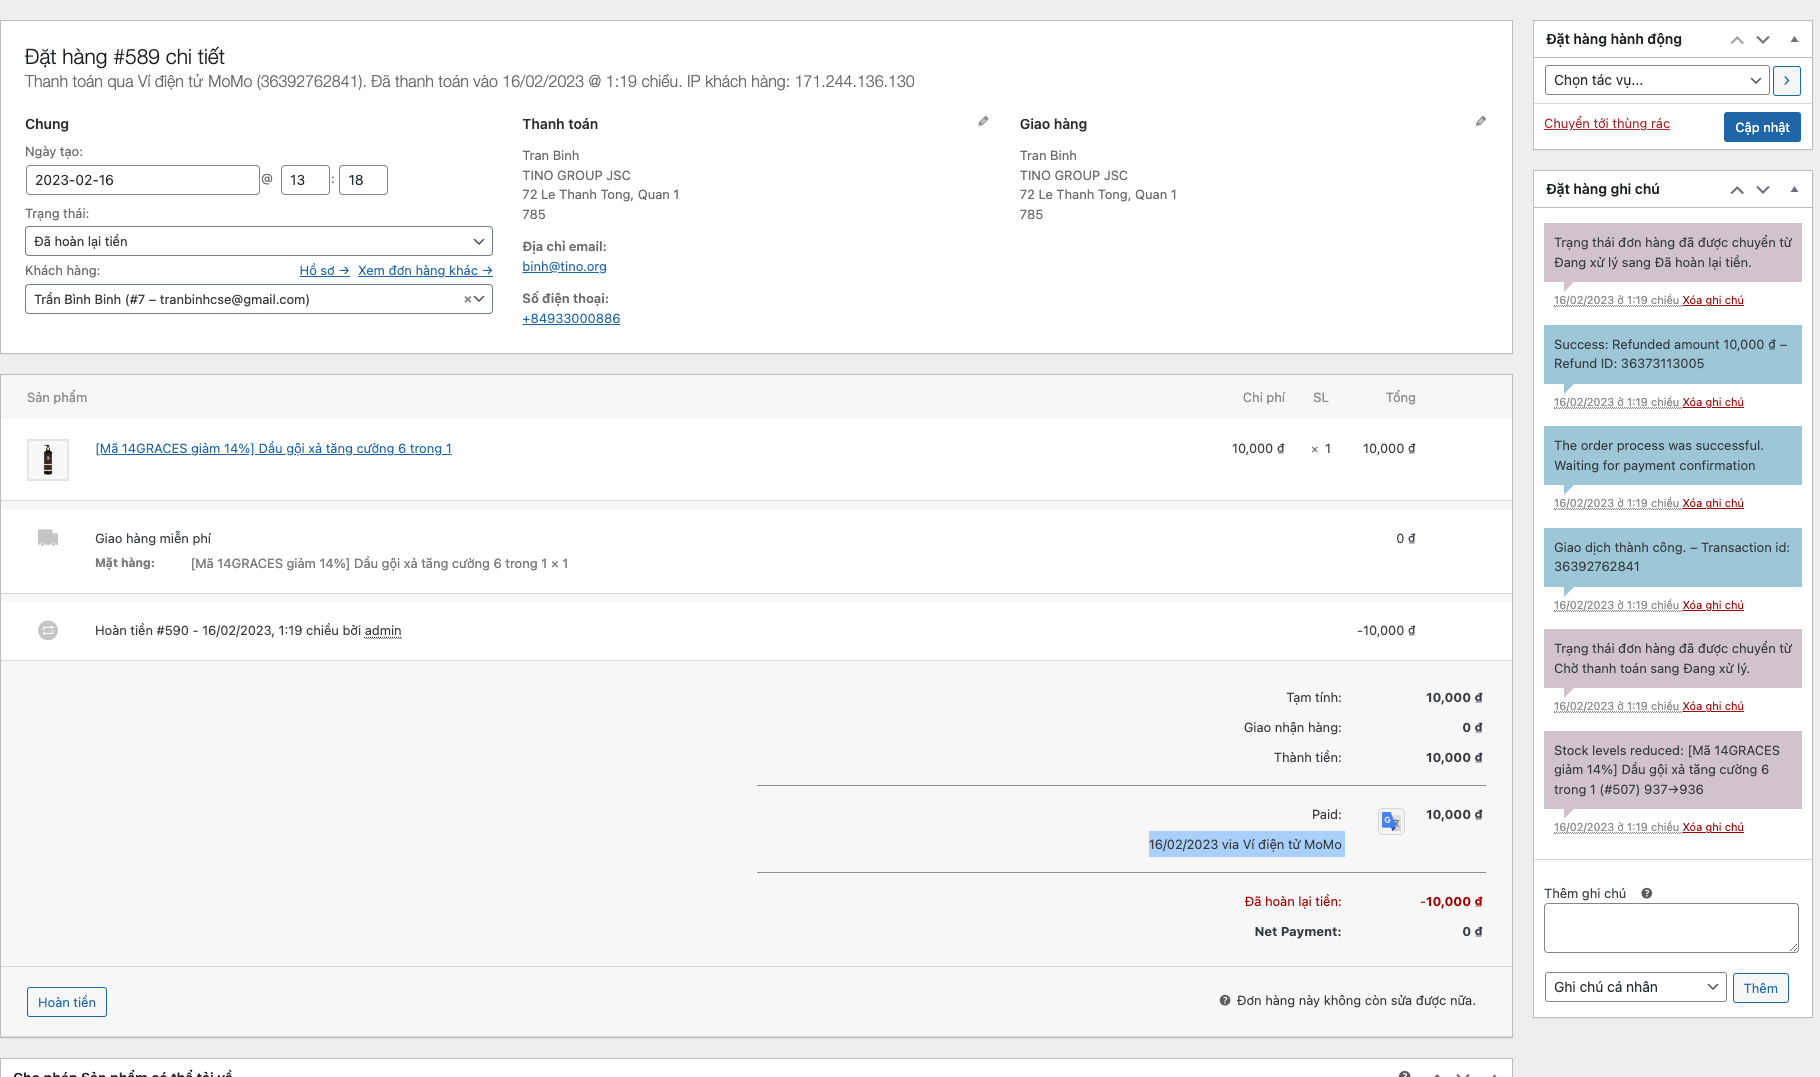 Đặt hàng #589 chi tiết
Thanh toán qua Ví điện tử MoMo (36392762841). Đã thanh toán vào 16/02/2023 @ 1:19 chiều. IP khách hàng: 171.244.136.130
Chung
Ngày tạo:
2023-02-16 @ 13 : 18
Trạng thái:
Đã hoàn lại tiền
Khách hàng: Hồ sơ → Xem đơn hàng khác →
Trần Bình Binh (#7 – tranbinhcse@gmail.com) ×
Thanh toán
Tran Binh
TINO GROUP JSC
72 Le Thanh Tong, Quan 1
785
Địa chỉ email:
binh@tino.org
Số điện thoại:
+84933000886
Giao hàng
Tran Binh
TINO GROUP JSC
72 Le Thanh Tong, Quan 1
785
Sản phẩm Chi phí SL Tổng
[Mã 14GRACES giảm 14%] Dầu gội xả tăng cường 6 trong 1 10,000 ₫ × 1 10,000 ₫
Giao hàng miễn phí 0 ₫
Mặt hàng: [Mã 14GRACES giảm 14%] Dầu gội xả tăng cường 6 trong 1 × 1
Hoàn tiền #590 - 16/02/2023, 1:19 chiều bởi admin -10,000 ₫
Tạm tính: 10,000 ₫
Giao nhận hàng: 0 ₫
Thành tiền: 10,000 ₫
Paid: 10,000 ₫
16/02/2023 via Ví điện tử MoMo
Đã hoàn lại tiền: -10,000 ₫
Net Payment: 0 ₫
Hoàn tiền
Đơn hàng này không còn sửa được nữa.
Cho phép Sản phẩm có thể tải về
Đặt hàng hành động
Chọn tác vụ...
Chuyển tới thùng rác
Cập nhật
Đặt hàng ghi chú
Trạng thái đơn hàng đã được chuyển từ
Đang xử lý sang Đã hoàn lại tiền.
16/02/2023 ở 1:19 chiều Xóa ghi chú
Success: Refunded amount 10,000 ₫ –
Refund ID: 36373113005
16/02/2023 ở 1:19 chiều Xóa ghi chú
The order process was successful.
Waiting for payment confirmation
16/02/2023 ở 1:19 chiều Xóa ghi chú
Giao dịch thành công. – Transaction id:
36392762841
16/02/2023 ở 1:19 chiều Xóa ghi chú
Trạng thái đơn hàng đã được chuyển từ
Chờ thanh toán sang Đang xử lý.
16/02/2023 ở 1:19 chiều Xóa ghi chú
Stock levels reduced: [Mã 14GRACES
giảm 14%] Dầu gội xả tăng cường 6
trong 1 (#507) 937→936
16/02/2023 ở 1:19 chiều Xóa ghi chú
Thêm ghi chú
Ghi chú cá nhân
Thêm